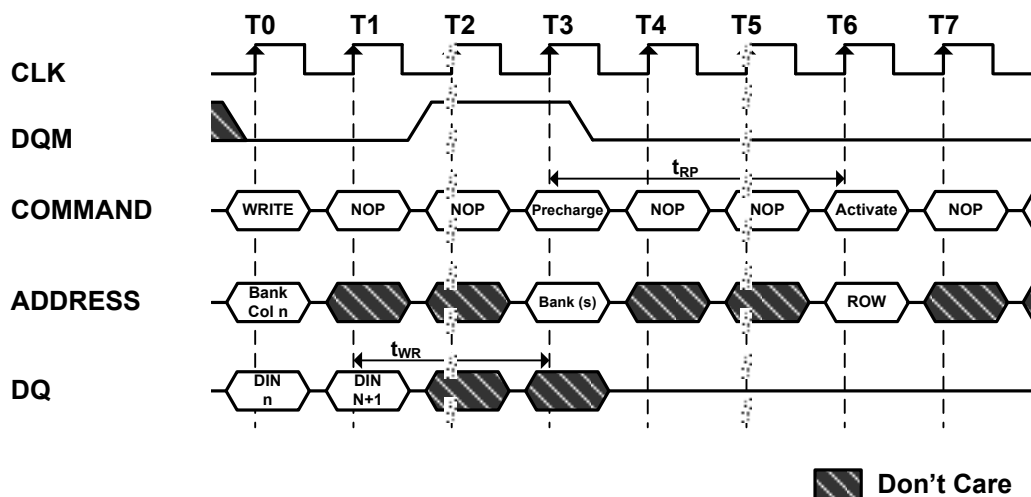 T0 T1 T2 T3 T4 T5 T6 T7
CLK
DQM
tRP
COMMAND WRITE NOP NOP Precharge NOP NOP Activate NOP
ADDRESS Bank Col n Bank (s) ROW
tWR
DQ DIN n DIN N+1
Don't Care